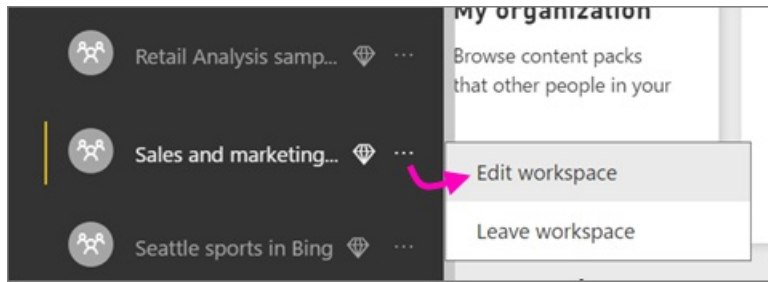 My organization
Retail Analysis samp... ...
Browse content packs
that other people in your
Sales and marketing... ...
Edit workspace
Leave workspace
Seattle sports in Bing ...